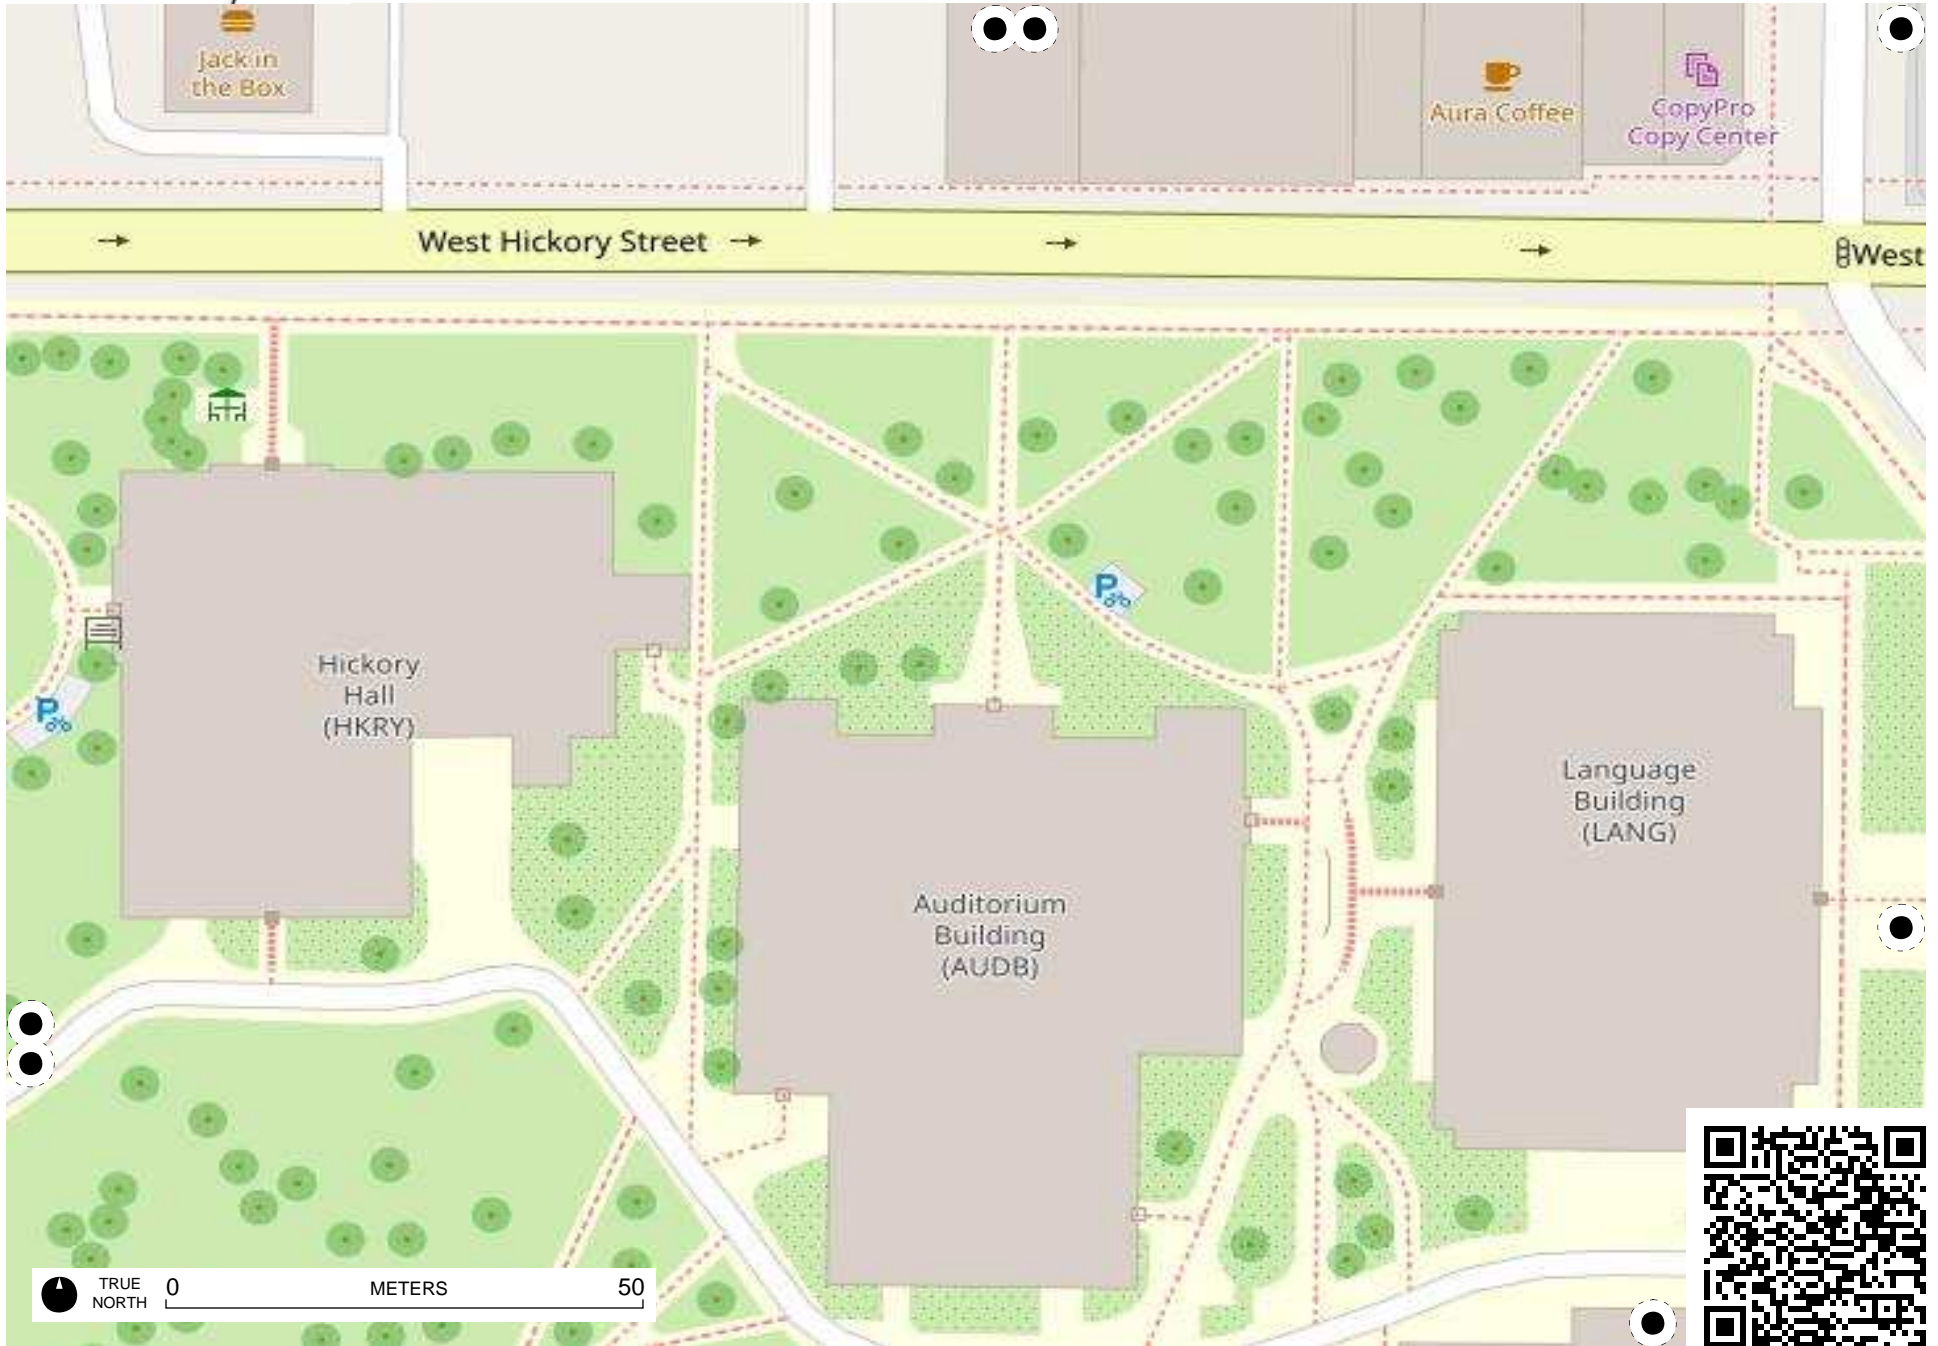 Jack in
the Box
Aura Coffee
CopyPro
Copy Center
West Hickory Street
West
Hickory
Hall
(HKRY)
P
P
Language
Building
(LANG)
Auditorium
Building
(AUDB)
TRUE
NORTH
0
METERS
50